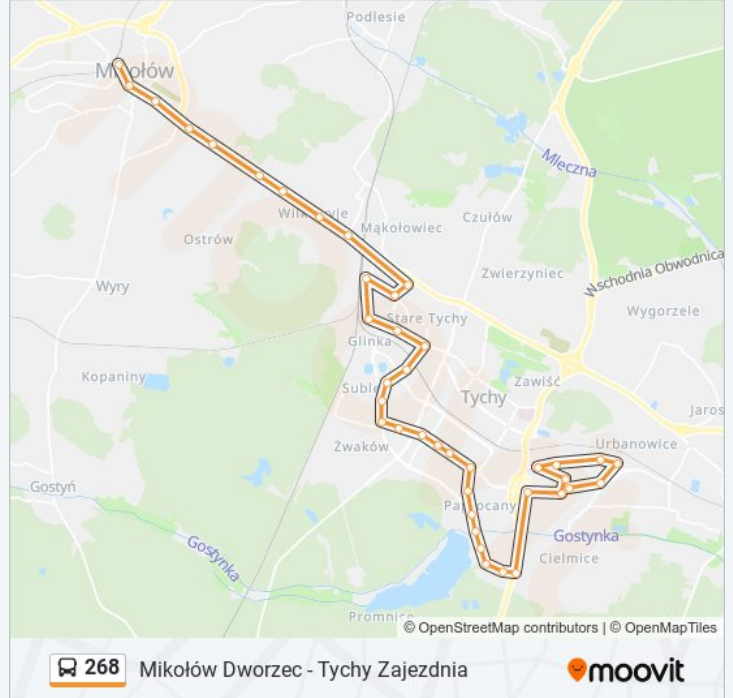 Podlesie
Mikołów
Mleczna
Wilkowyje
Mąkołowiec
Czułów
Ostrów
Zwierzyniec
Wschodnia Obwodnica
Wyry
Wygorzele
Stare Tychy
Glinka
Kopaniny
Suble
Zawiść
Tychy
Jaros
Urbanowice
Żwaków
Gostyń
Paprocany
Gostynka
Gostynka
Cielmice
Promnice
© OpenStreetMap contributors | © OpenMapTiles
268 Mikołów Dworzec - Tychy Zajezdnia
moovit